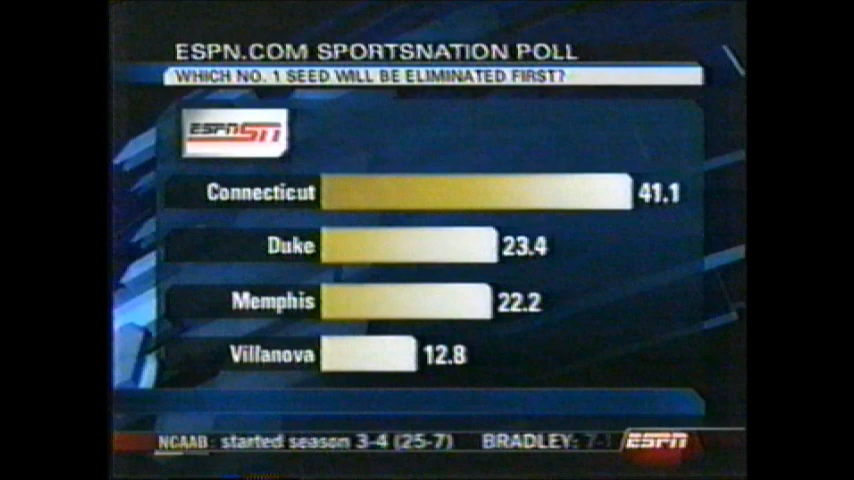 ESPN.COM SPORTSNATION POLL
WHICH NO. 1 SEED WILL BE ELIMINATED FIRST?
ESPN SN
Connecticut 41.1
Duke 23.4
Memphis 22.2
Villanova 12.8
NCAAB started season 3-4 (25-7) BRADLEY: ESPN